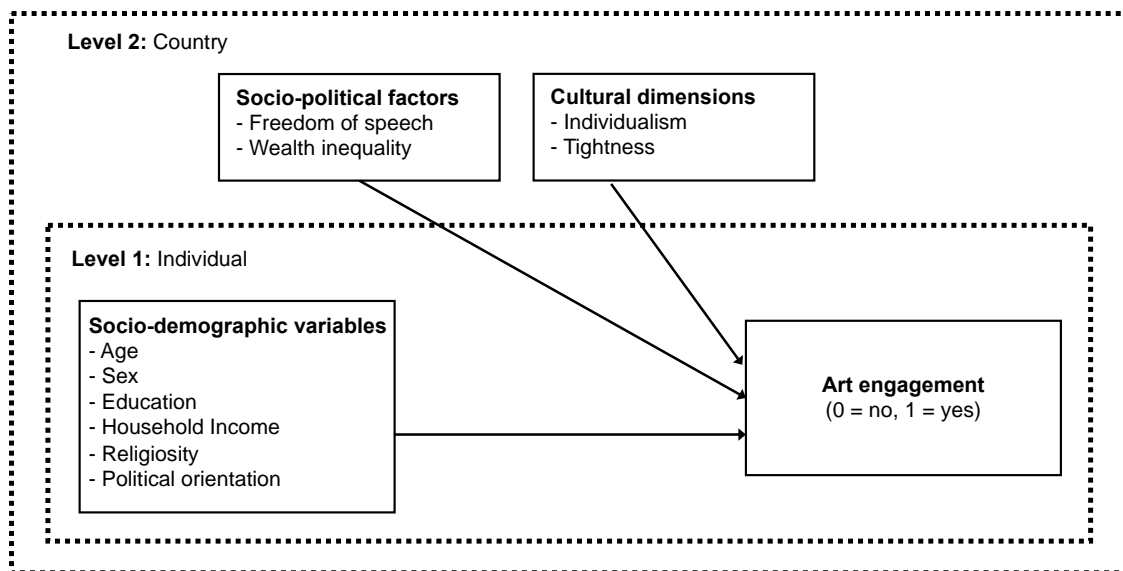 Level 2: Country
Socio-political factors
- Freedom of speech
- Wealth inequality
Cultural dimensions
- Individualism
- Tightness
Level 1: Individual
Socio-demographic variables
- Age
- Sex
- Education
- Household Income
- Religiosity
- Political orientation
Art engagement
(0 = no, 1 = yes)